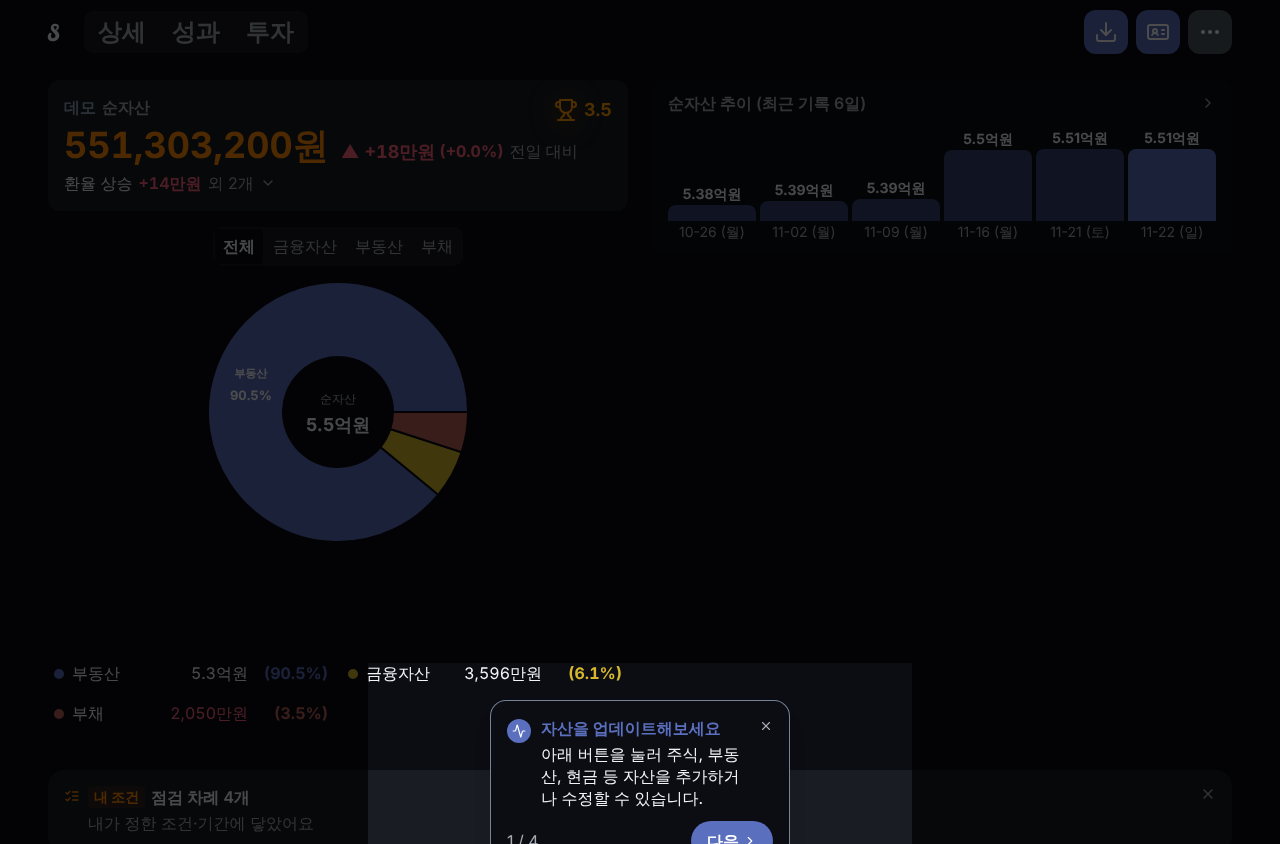 S 상세 성과 투자
데모 순자산
3.5
551,303,200원 ▲ +18만원 (+0.0%) 전일 대비
환율 상승 +14만원 외 2개
순자산 추이 (최근 기록 6일)
5.38억원 5.39억원 5.39억원 5.5억원 5.51억원 5.51억원
10-26 (월) 11-02 (월) 11-09 (월) 11-16 (월) 11-21 (토) 11-22 (일)
전체 금융자산 부동산 부채
부동산
90.5%
순자산
5.5억원
부동산 5.3억원 (90.5%) 금융자산 3,596만원 (6.1%)
부채 2,050만원 (3.5%)
자산을 업데이트해보세요
아래 버튼을 눌러 주식, 부동
산, 현금 등 자산을 추가하거
나 수정할 수 있습니다.
1 / 4 다음
내 조건 점검 차례 4개
내가 정한 조건·기간에 닿았어요